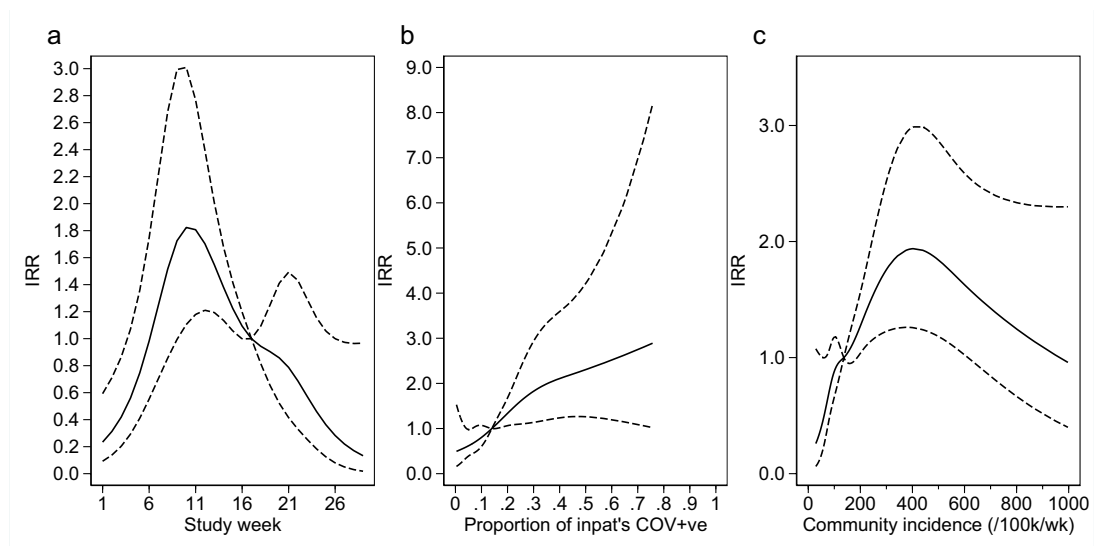 a
3.0
2.8
2.6
2.4
2.2
2.0
1.8
1.6
1.4
1.2
1.0
0.8
0.6
0.4
0.2
0.0
IRR
1 6 11 16 21 26
Study week
b
9.0
8.0
7.0
6.0
5.0
4.0
3.0
2.0
1.0
0.0
IRR
0 .1 .2 .3 .4 .5 .6 .7 .8 .9 1
Proportion of inpat's COV+ve
c
3.0
2.0
1.0
0.0
IRR
0 200 400 600 800 1000
Community incidence (/100k/wk)